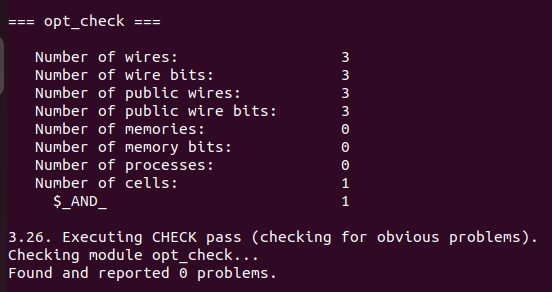 === opt_check ===
Number of wires: 3
Number of wire bits: 3
Number of public wires: 3
Number of public wire bits: 3
Number of memories: 0
Number of memory bits: 0
Number of processes: 0
Number of cells: 1
$_AND_ 1
3.26. Executing CHECK pass (checking for obvious problems).
Checking module opt_check...
Found and reported 0 problems.